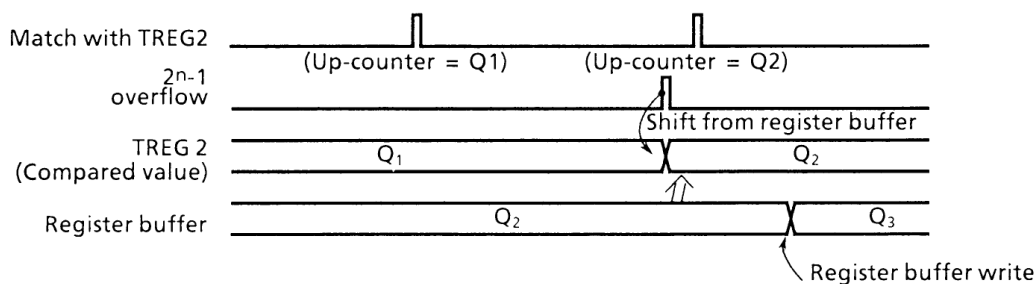 Match with TREG2
(Up-counter = Q1) (Up-counter = Q2)
2n-1
overflow
Shift from register buffer
TREG 2
(Compared value)
Q1 Q2
Register buffer
Q2 Q3
Register buffer write